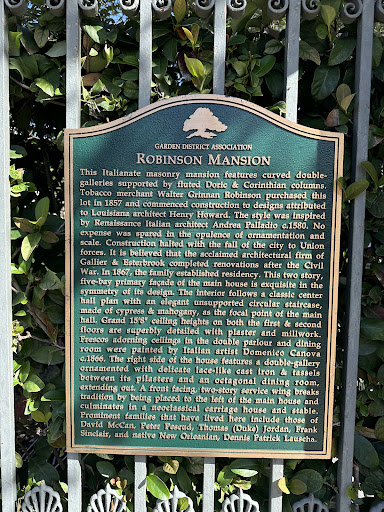 GARDEN DISTRICT ASSOCIATION
ROBINSON MANSION
This Italianate masonry mansion features curved double-
galleries supported by fluted Doric & Corinthian columns.
Tobacco merchant Walter Grinnan Robinson purchased this
lot in 1857 and commenced construction to designs attributed
to Louisiana architect Henry Howard. The style was inspired
by Renaissance Italian architect Andrea Palladio c.1580. No
expense was spared in the opulence of ornamentation and
scale. Construction halted with the fall of the city to Union
forces. It is believed that the acclaimed architectural firm of
Gallier & Esterbrook completed renovations after the Civil
War. In 1867, the family established residency. This two story,
five-bay primary façade of the main house is exquisite in the
symmetry of its design. The interior follows a classic center
hall plan with an elegant unsupported circular staircase,
made of cypress & mahogany, as the focal point of the main
hall. Grand 15'8" ceiling heights on both the first & second
floors are superbly detailed with plaster and millwork.
Frescos adorning ceilings in the double parlour and dining
room were painted by Italian artist Domenico Canova
c.1866. The right side of the house features a double-gallery
ornamented with delicate lace-like cast iron & tassels
between its pilasters and an octagonal dining room,
extending out. A front facing, two-story service wing breaks
tradition by being placed to the left of the main house and
culminates in a neoclassical carriage house and stable.
Prominent families that have lived here include those of
David McCan, Peter Pescud, Thomas (Duke) Jordan, Frank
Sinclair, and native New Orleanian, Dennis Patrick Lauscha.